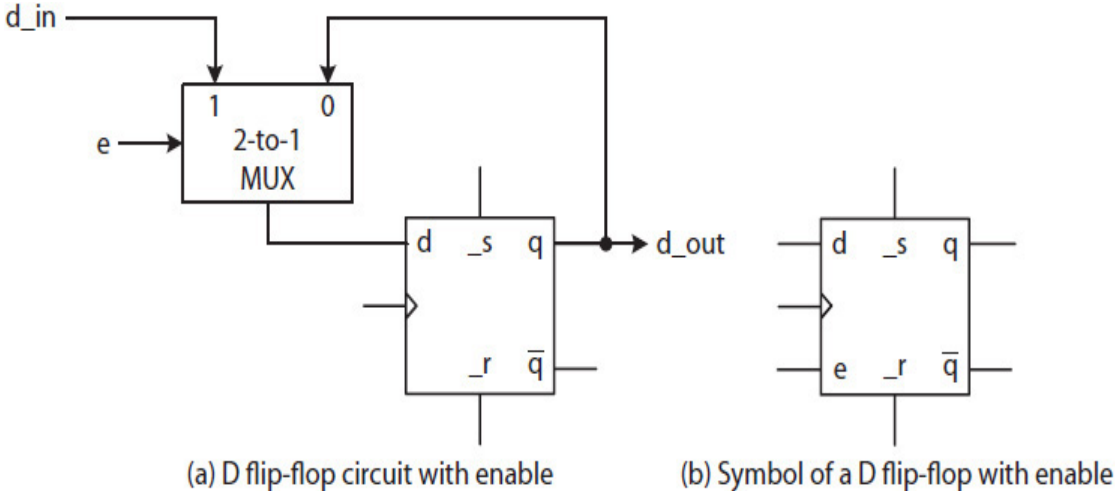 d_in
1 0
e
2-to-1
MUX
d _s q
d_out
_r q̅
d _s q
e _r q̅
(a) D flip-flop circuit with enable
(b) Symbol of a D flip-flop with enable